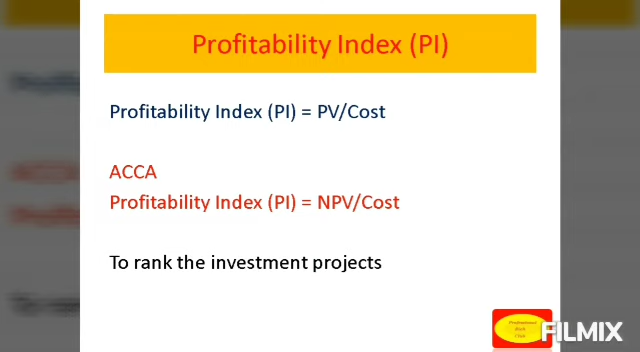 Profitability Index (PI)
Profitability Index (PI) = PV/Cost
ACCA
Profitability Index (PI) = NPV/Cost
To rank the investment projects
FILMIX